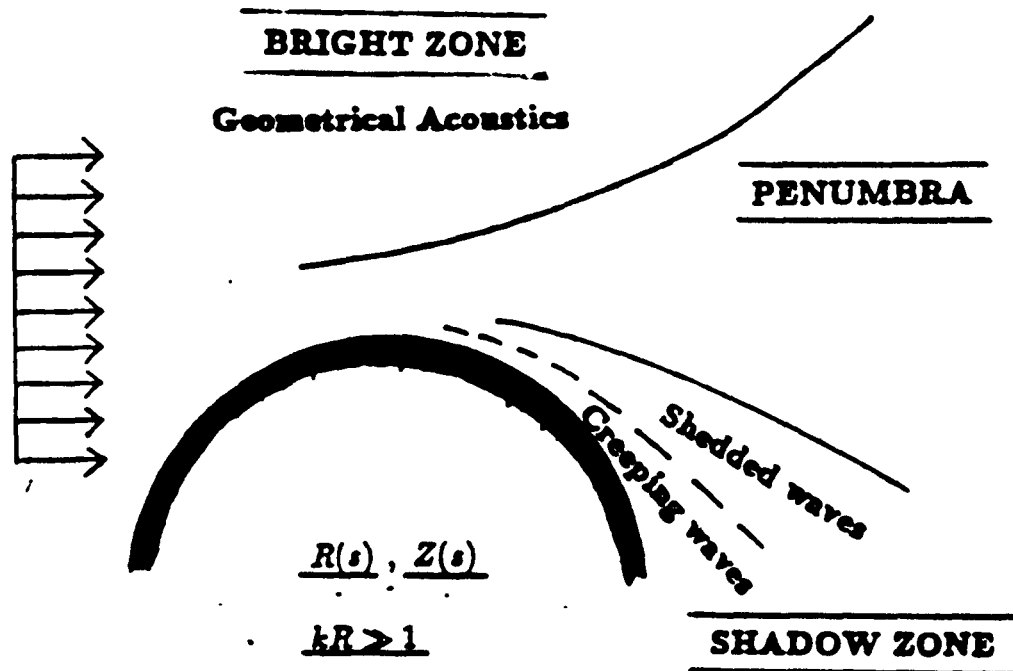 BRIGHT ZONE
Geometrical Acoustics
PENUMBRA
Shedded waves
Creeping waves
R(s) , Z(s)
kR ≫ 1
SHADOW ZONE